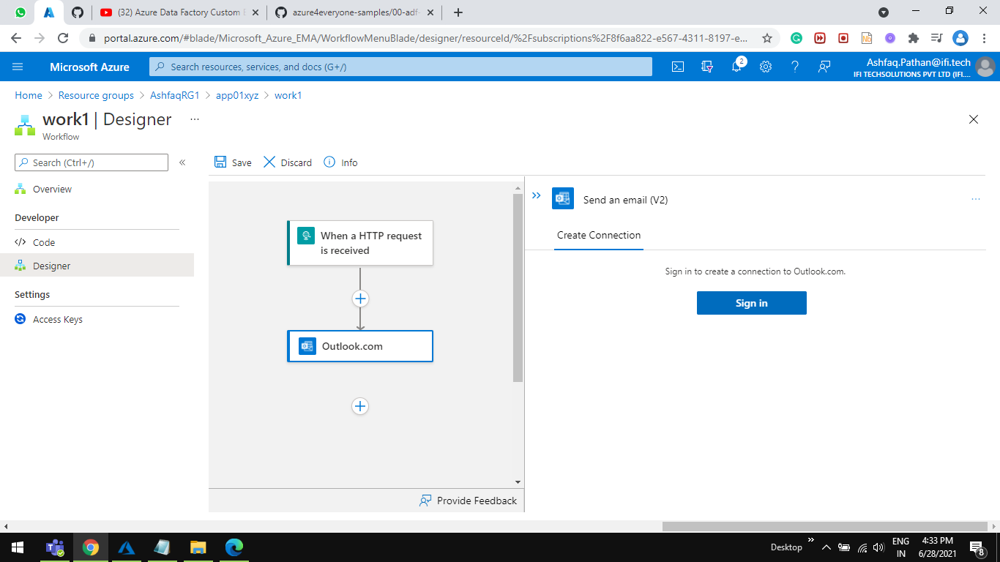 (32) Azure Data Factory Custom E
azure4everyone-samples/00-adf-
portal.azure.com/#blade/Microsoft_Azure_EMA/WorkflowMenuBlade/designer/resourceId/%2Fsubscriptions%2F8f6aa822-e567-4311-8197-e...
Nb
Microsoft Azure
Search resources, services, and docs (G+/)
2
Ashfaq.Pathan@ifi.tech
IFI TECHSOLUTIONS PVT LTD (IFI....
Home > Resource groups > AshfaqRG1 > app01xyz > work1
work1 | Designer ...
Workflow
Search (Ctrl+/)
«
Save
Discard
Info
Overview
Developer
Code
Designer
Settings
Access Keys
When a HTTP request
is received
Outlook.com
Provide Feedback
Send an email (V2)
...
Create Connection
Sign in to create a connection to Outlook.com.
Sign in
Desktop
ENG
IN
4:33 PM
6/28/2021
8